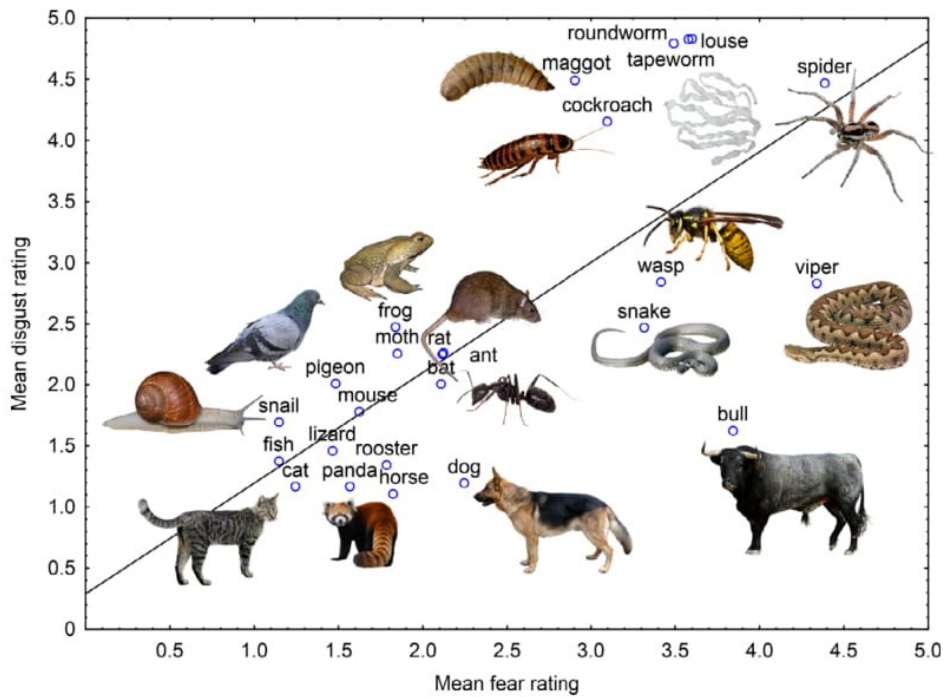 5.0
roundworm
louse
maggot
tapeworm
spider
4.5
cockroach
4.0
3.5
3.0
wasp
viper
frog
snake
2.5
moth rat
ant
pigeon
bat
2.0
mouse
snail
bull
1.5
fish
lizard
rooster
cat
panda
horse
dog
1.0
0.5
0
0.5 1.0 1.5 2.0 2.5 3.0 3.5 4.0 4.5 5.0
Mean fear rating
Mean disgust rating